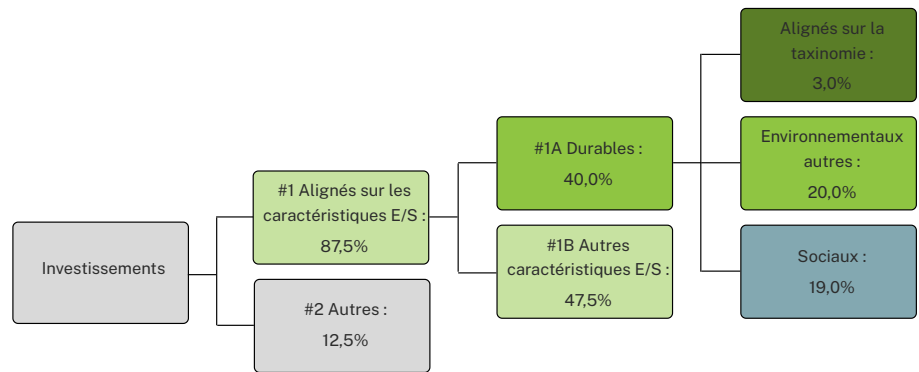 Investissements
#1 Alignés sur les
caractéristiques E/S :
87,5%
#2 Autres :
12,5%
#1A Durables :
40,0%
#1B Autres
caractéristiques E/S :
47,5%
Alignés sur la
taxinomie :
3,0%
Environnementaux
autres :
20,0%
Sociaux :
19,0%